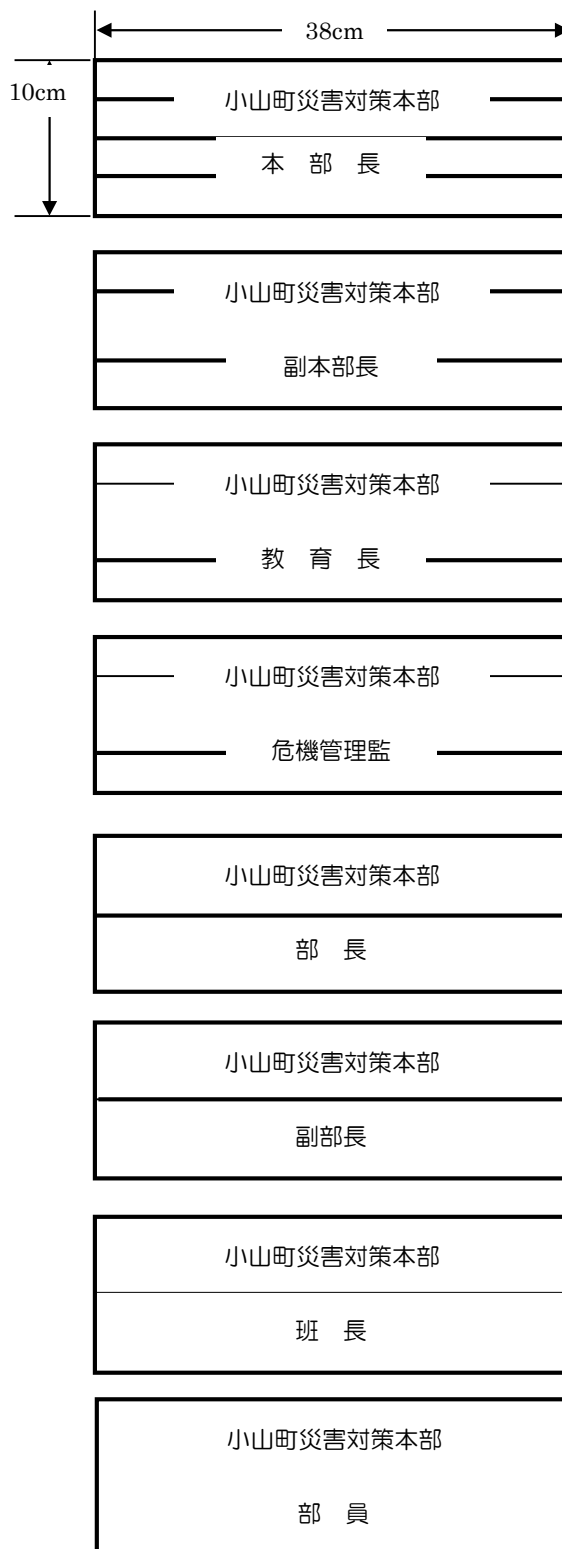 38cm
10cm
小山町災害対策本部
本　部　長
小山町災害対策本部
副本部長
小山町災害対策本部
教　育　長
小山町災害対策本部
危機管理監
小山町災害対策本部
部　長
小山町災害対策本部
副部長
小山町災害対策本部
班　長
小山町災害対策本部
部　員